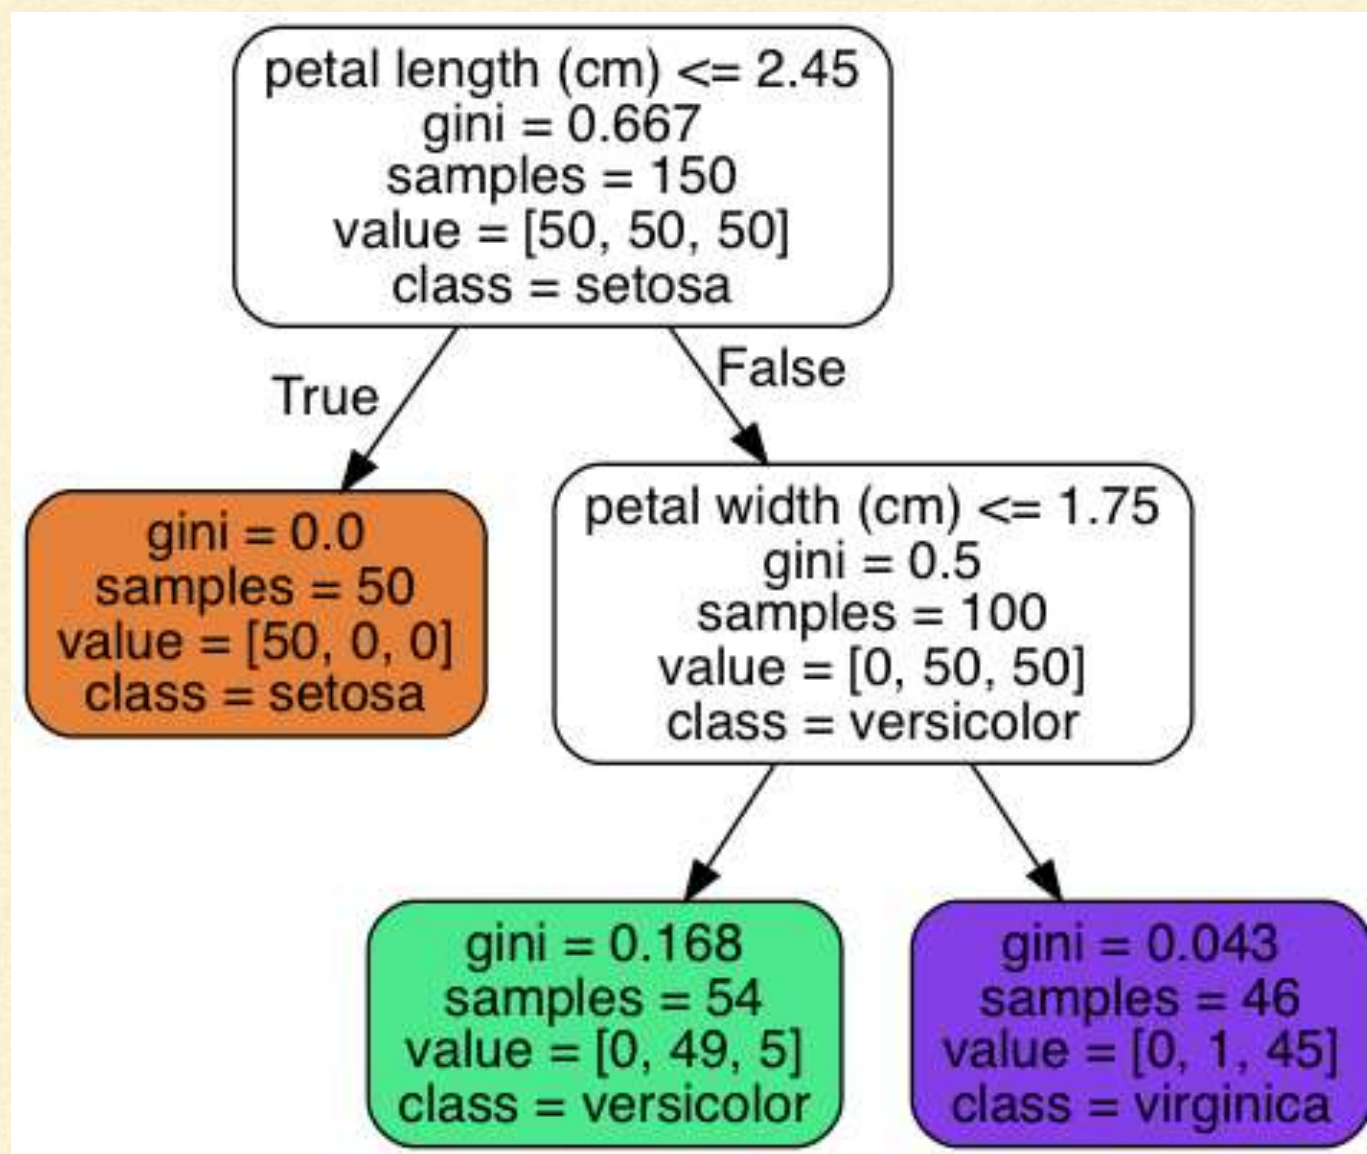 petal length (cm) <= 2.45
gini = 0.667
samples = 150
value = [50, 50, 50]
class = setosa
True
False
gini = 0.0
samples = 50
value = [50, 0, 0]
class = setosa
petal width (cm) <= 1.75
gini = 0.5
samples = 100
value = [0, 50, 50]
class = versicolor
gini = 0.168
samples = 54
value = [0, 49, 5]
class = versicolor
gini = 0.043
samples = 46
value = [0, 1, 45]
class = virginica